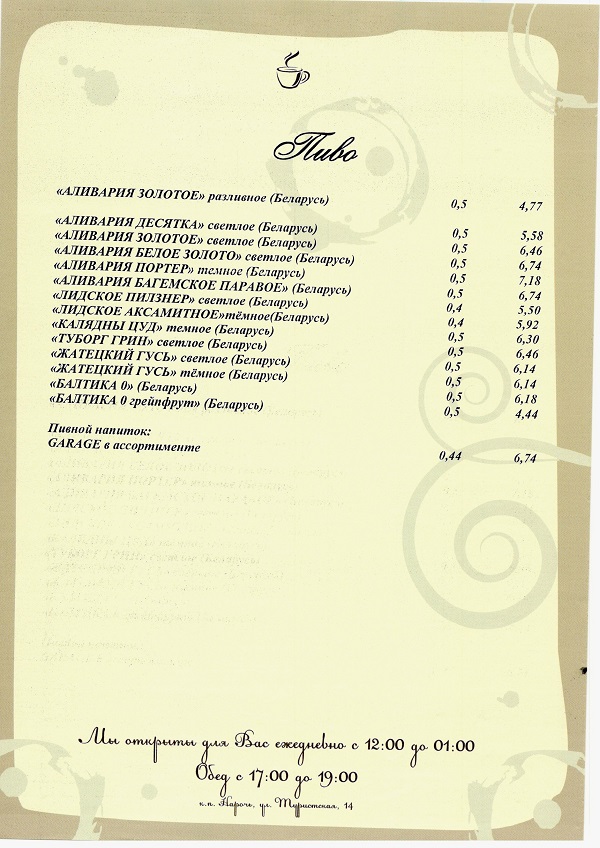 Пиво
«АЛИВАРИЯ ЗОЛОТОЕ» разливное (Беларусь) 0,5 4,77
«АЛИВАРИЯ ДЕСЯТКА» светлое (Беларусь) 0,5 5,58
«АЛИВАРИЯ ЗОЛОТОЕ» светлое (Беларусь) 0,5 6,46
«АЛИВАРИЯ БЕЛОЕ ЗОЛОТО» светлое (Беларусь) 0,5 6,74
«АЛИВАРИЯ ПОРТЕР» темное (Беларусь) 0,5 7,18
«АЛИВАРИЯ БАГЕМСКОЕ ПАРАВОЕ» (Беларусь) 0,5 6,74
«ЛИДСКОЕ ПИЛЗНЕР» светлое (Беларусь) 0,4 5,50
«ЛИДСКОЕ АКСАМИТНОЕ»тёмное(Беларусь) 0,4 5,92
«КАЛЯДНЫ ЦУД» темное (Беларусь) 0,5 6,30
«ТУБОРГ ГРИН» светлое (Беларусь) 0,5 6,46
«ЖАТЕЦКИЙ ГУСЬ» светлое (Беларусь) 0,5 6,14
«ЖАТЕЦКИЙ ГУСЬ» тёмное (Беларусь) 0,5 6,14
«БАЛТИКА 0» (Беларусь) 0,5 6,18
«БАЛТИКА 0 грейпфрут» (Беларусь) 0,5 4,44
Пивной напиток:
GARAGE в ассортименте 0,44 6,74
Мы открыты для Вас ежедневно с 12:00 до 01:00
Обед с 17:00 до 19:00
к.п. Нарочь, ул. Туристская, 14